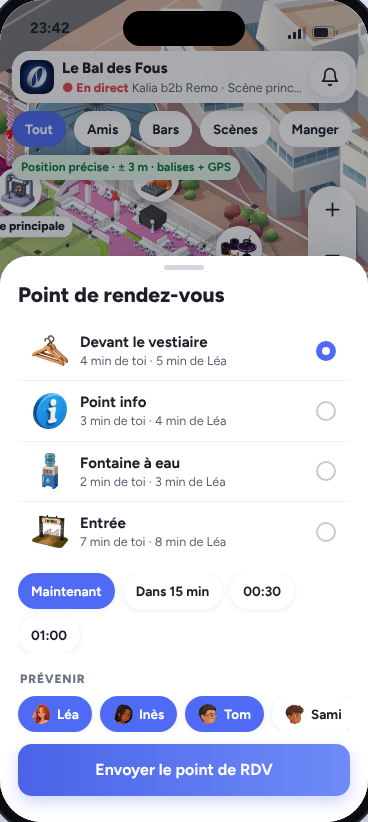 23:42
Le Bal des Fous
En direct Kalia b2b Remo · Scène princ...
Tout
Amis
Bars
Scènes
Manger
Position précise · ± 3 m · balises + GPS
e principale
Point de rendez-vous
Devant le vestiaire
4 min de toi · 5 min de Léa
Point info
3 min de toi · 4 min de Léa
Fontaine à eau
2 min de toi · 3 min de Léa
Entrée
7 min de toi · 8 min de Léa
Maintenant
Dans 15 min
00:30
01:00
PRÉVENIR
Léa
Inès
Tom
Sami
Envoyer le point de RDV